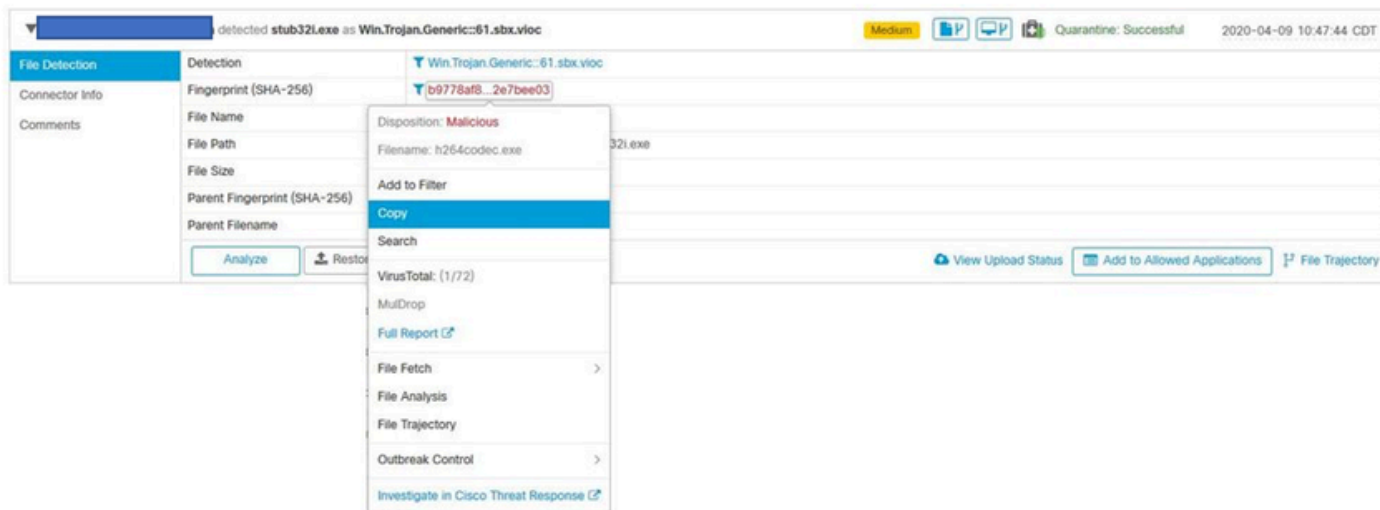 detected stub32i.exe as Win.Trojan.Generic::61.sbx.vioc Medium Quarantine: Successful 2020-04-09 10:47:44 CDT
File Detection
Connector Info
Comments
Detection Win.Trojan.Generic::61.sbx.vioc
Fingerprint (SHA-256) b9778af8...2e7bee03
File Name
File Path 32i.exe
File Size
Parent Fingerprint (SHA-256)
Parent Filename
Disposition: Malicious
Filename: h264codec.exe
Add to Filter
Copy
Search
VirusTotal: (1/72)
MulDrop
Full Report
File Fetch
File Analysis
File Trajectory
Outbreak Control
Investigate in Cisco Threat Response
Analyze Restor View Upload Status Add to Allowed Applications File Trajectory